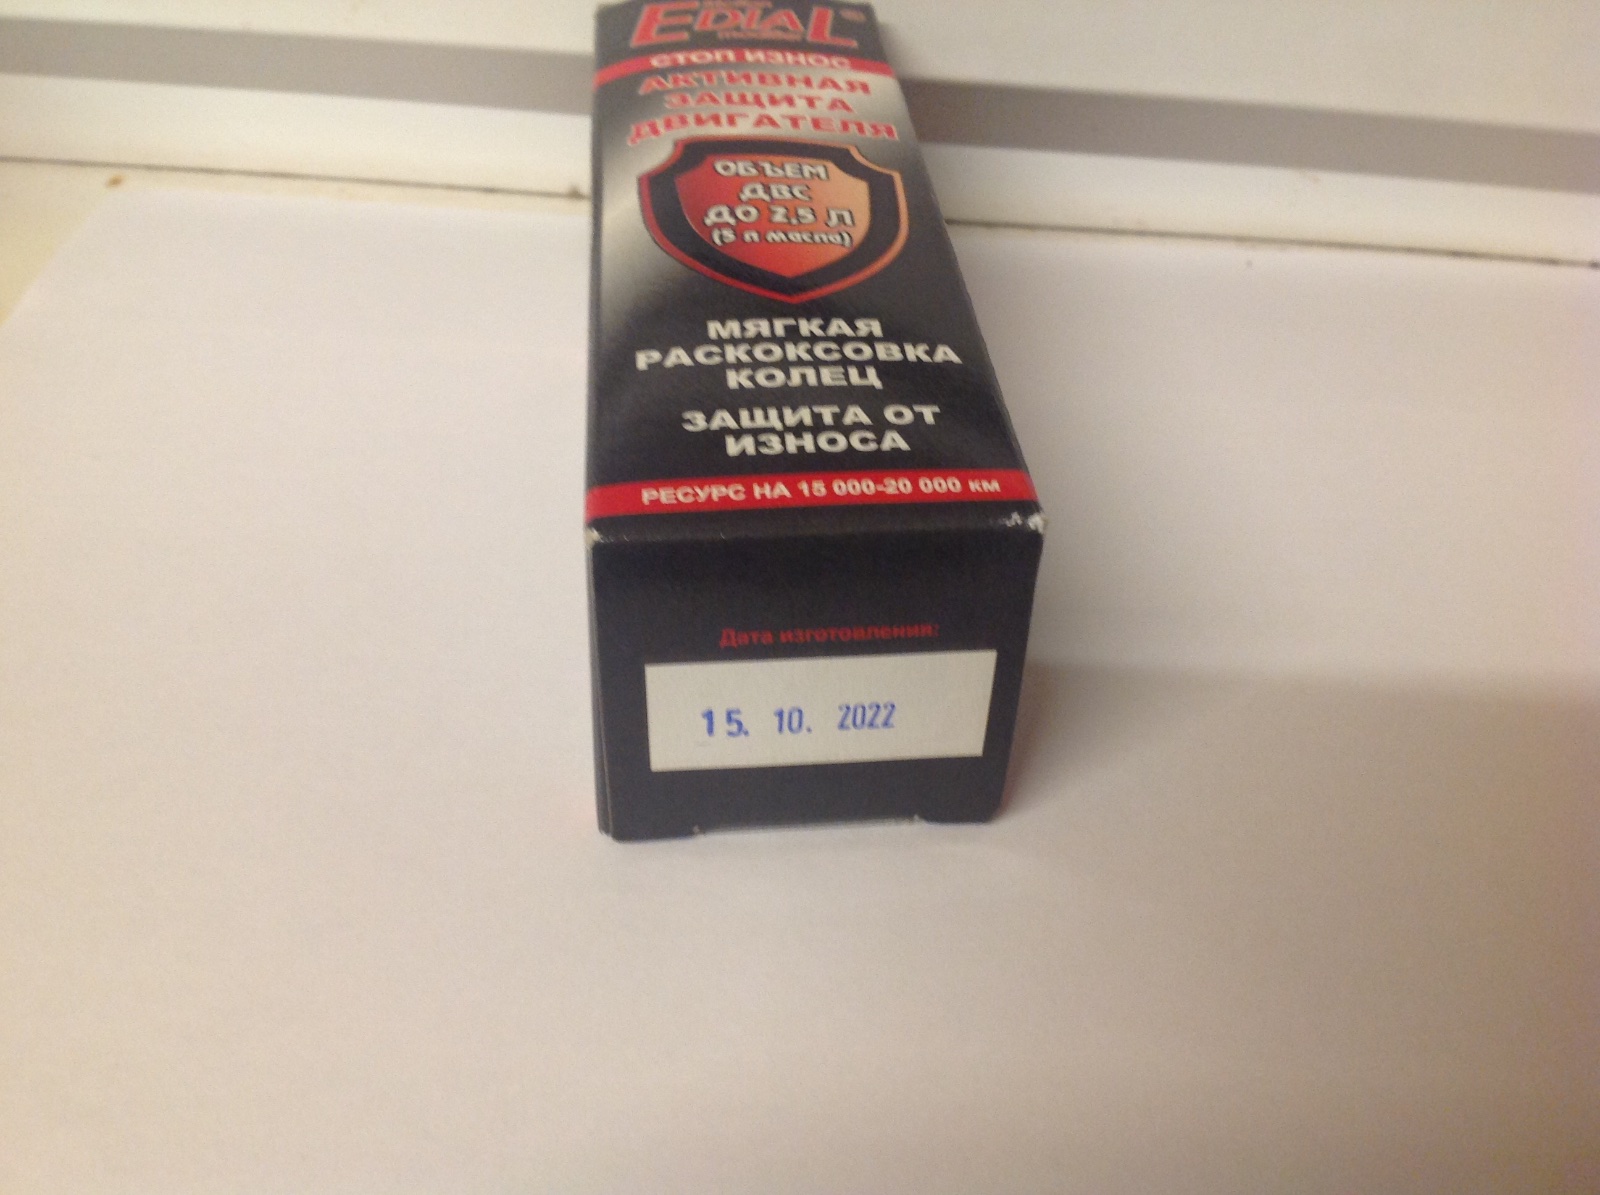 EDIAL
СТОП ИЗНОС
АКТИВНАЯ
ЗАЩИТА
ДВИГАТЕЛЯ
ОБЪЕМ
ДВС
ДО 2,5 Л
(5 л масла)
МЯГКАЯ
РАСКОКСОВКА
КОЛЕЦ
ЗАЩИТА ОТ
ИЗНОСА
РЕСУРС НА 15 000-20 000 КМ
Дата изготовления:
15. 10. 2022